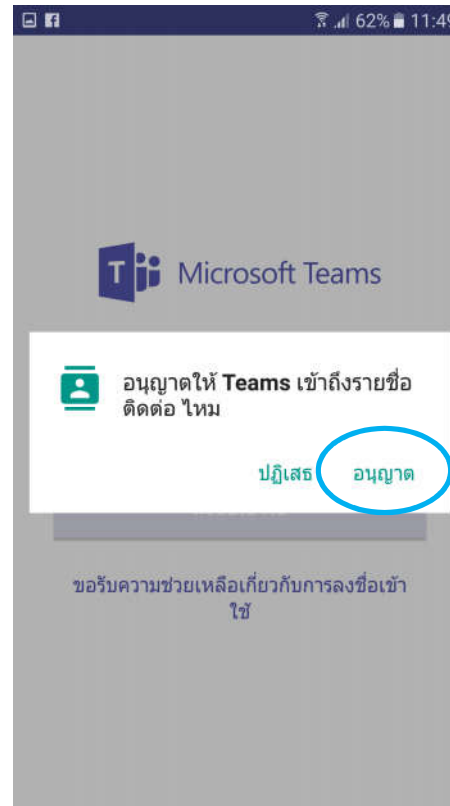 62% 11:49
Microsoft Teams
อนุญาตให้ Teams เข้าถึงรายชื่อ
ติดต่อ ไหม
ปฏิเสธ อนุญาต
ขอรับความช่วยเหลือเกี่ยวกับการลงชื่อเข้า
ใช้